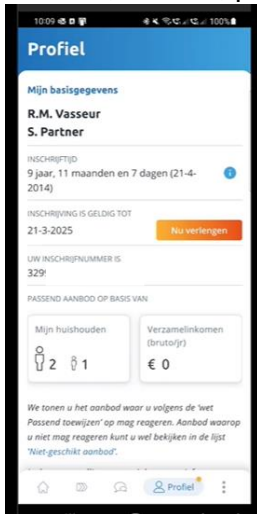 10:09
100%
Profiel
Mijn basisgegevens
R.M. Vasseur
S. Partner
INSCHRIJFTIJD
9 jaar, 11 maanden en 7 dagen (21-4-
2014)
INSCHRIJVING IS GELDIG TOT
21-3-2025
Nu verlengen
UW INSCHRIJFNUMMER IS
329
PASSEND AANBOD OP BASIS VAN
Mijn huishouden
2 1
Verzamelinkomen
(bruto/jr)
€ 0
We tonen u het aanbod waar u volgens de 'wet
Passend toewijzen' op mag reageren. Aanbod waarop
u niet mag reageren kunt u wel bekijken in de lijst
'Niet-geschikt aanbod'.
Profiel